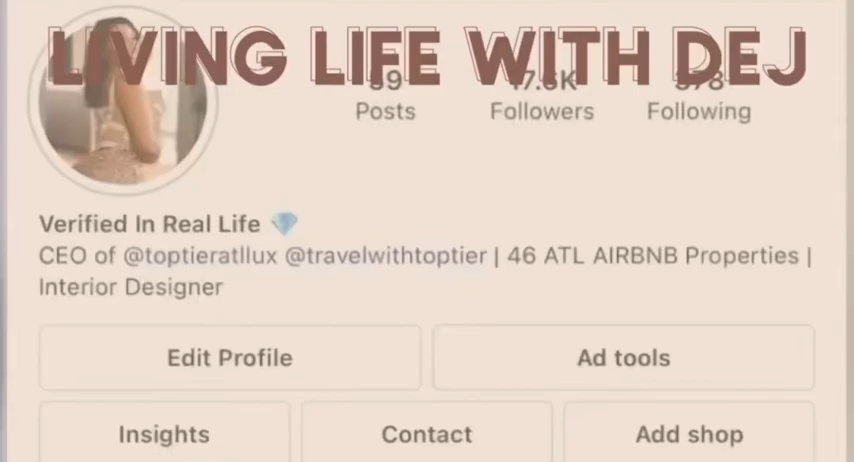 LIVING LIFE WITH DEJ
Posts Followers Following
Verified In Real Life 💎
CEO of @toptieratllux @travelwithtoptier | 46 ATL AIRBNB Properties |
Interior Designer
Edit Profile Ad tools
Insights Contact Add shop